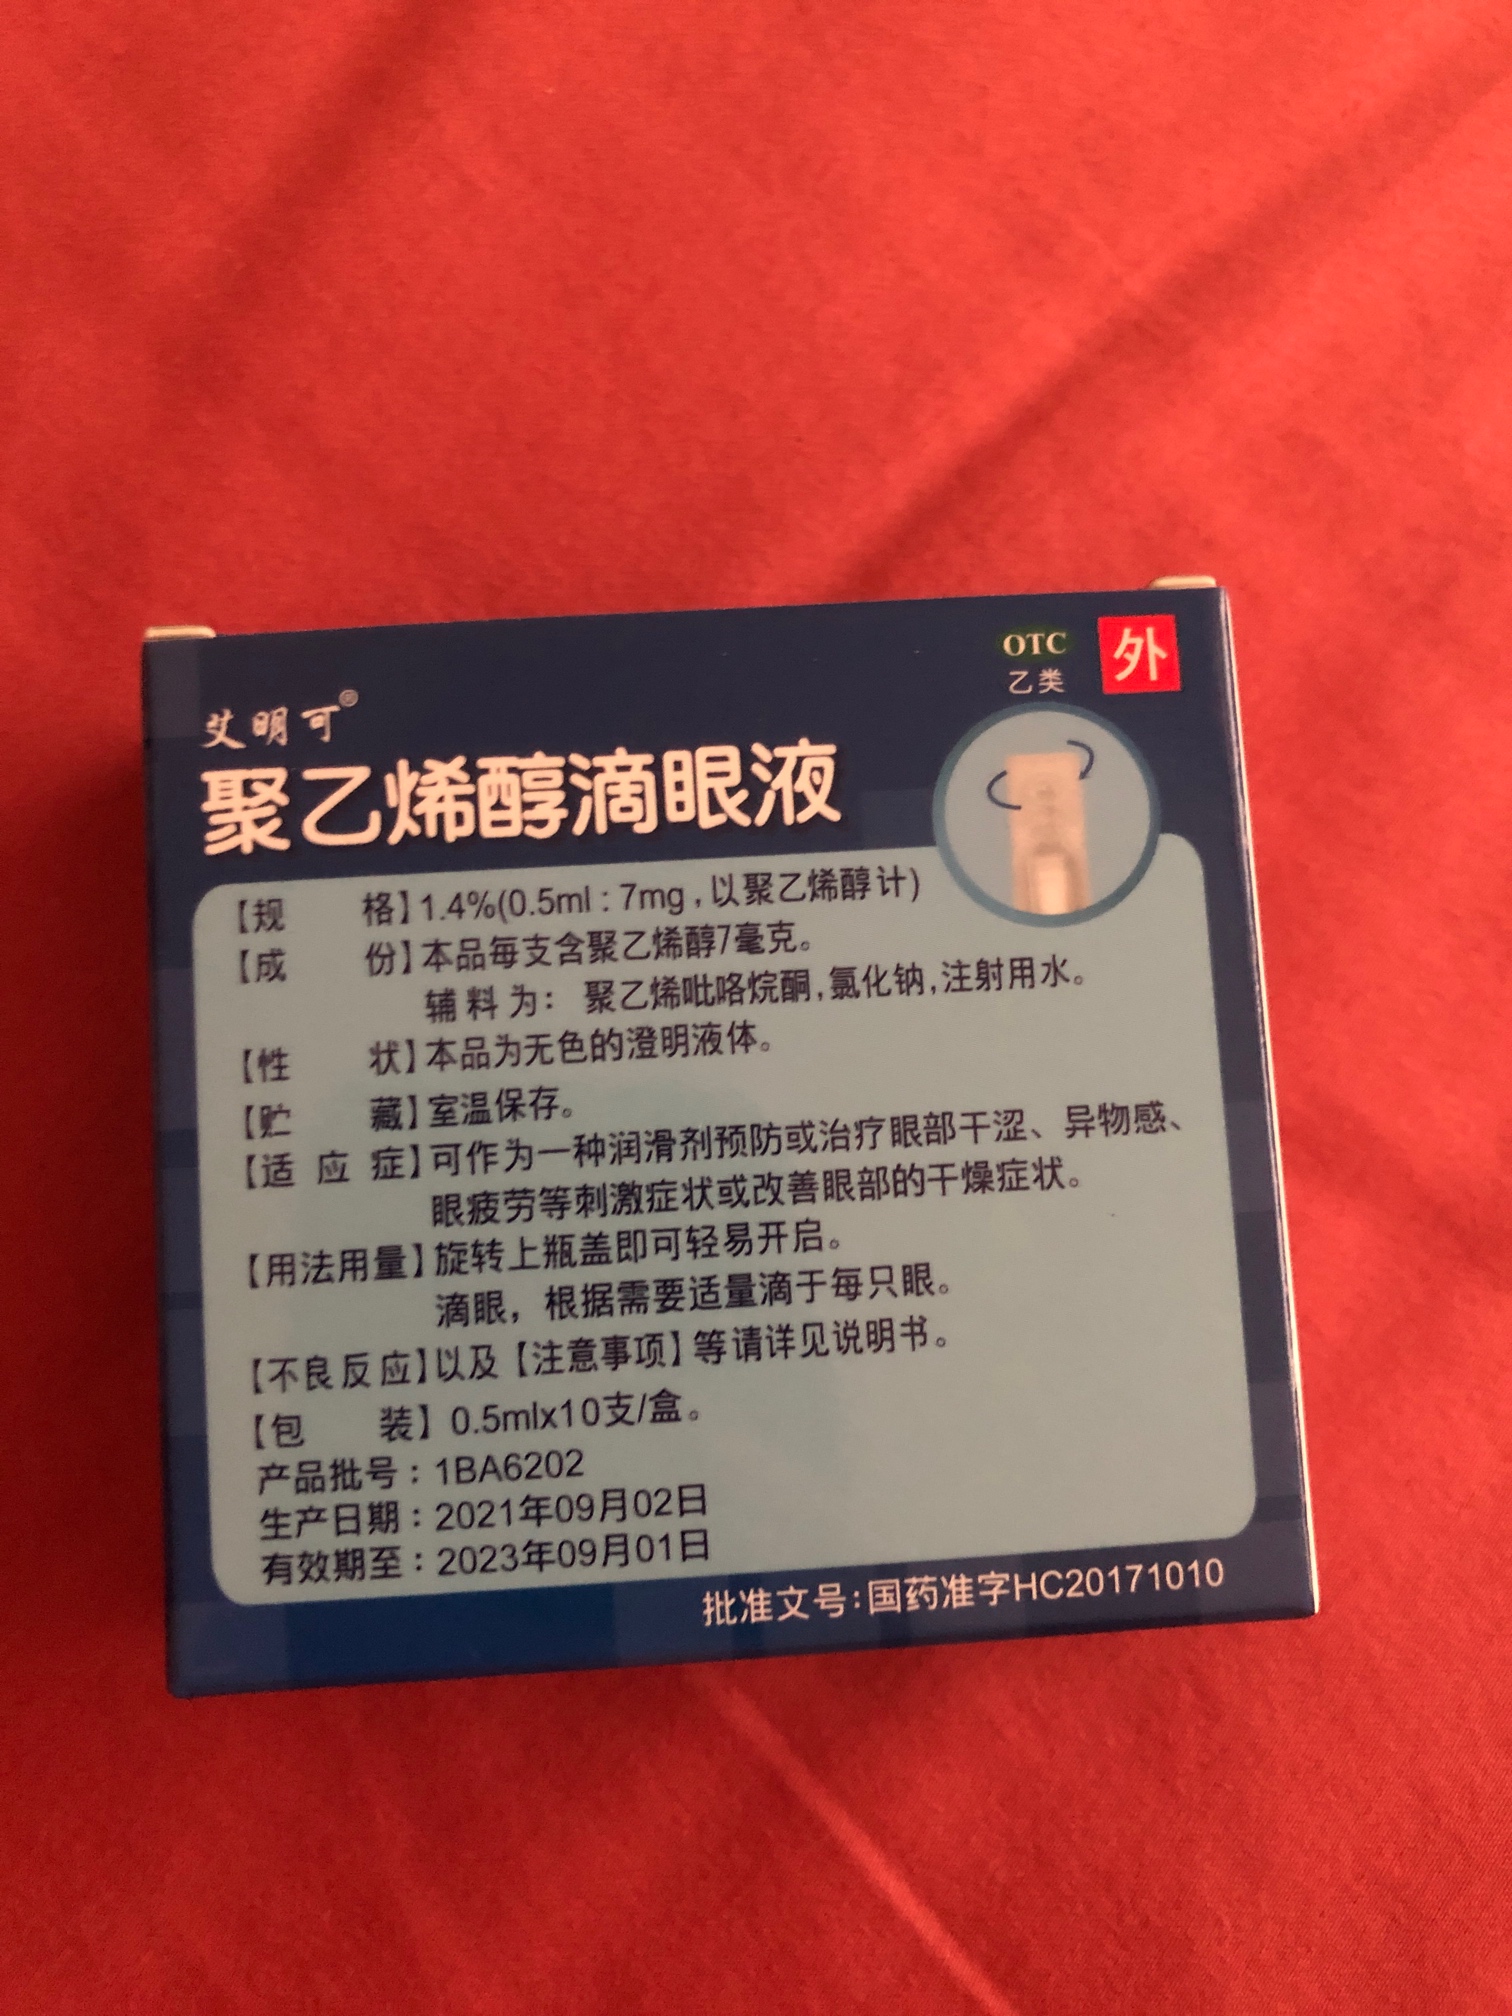 OTC
乙类
外
艾明可®
聚乙烯醇滴眼液
【规 格】1.4%(0.5ml:7mg,以聚乙烯醇计)
【成 份】本品每支含聚乙烯醇7毫克。
辅料为: 聚乙烯吡咯烷酮,氯化钠,注射用水。
【性 状】本品为无色的澄明液体。
【贮 藏】室温保存。
【适 应 症】可作为一种润滑剂预防或治疗眼部干涩、异物感、
眼疲劳等刺激症状或改善眼部的干燥症状。
【用法用量】旋转上瓶盖即可轻易开启。
滴眼，根据需要适量滴于每只眼。
【不良反应】以及【注意事项】等请详见说明书。
【包 装】0.5mlx10支/盒。
产品批号：1BA6202
生产日期：2021年09月02日
有效期至：2023年09月01日
批准文号:国药准字HC20171010